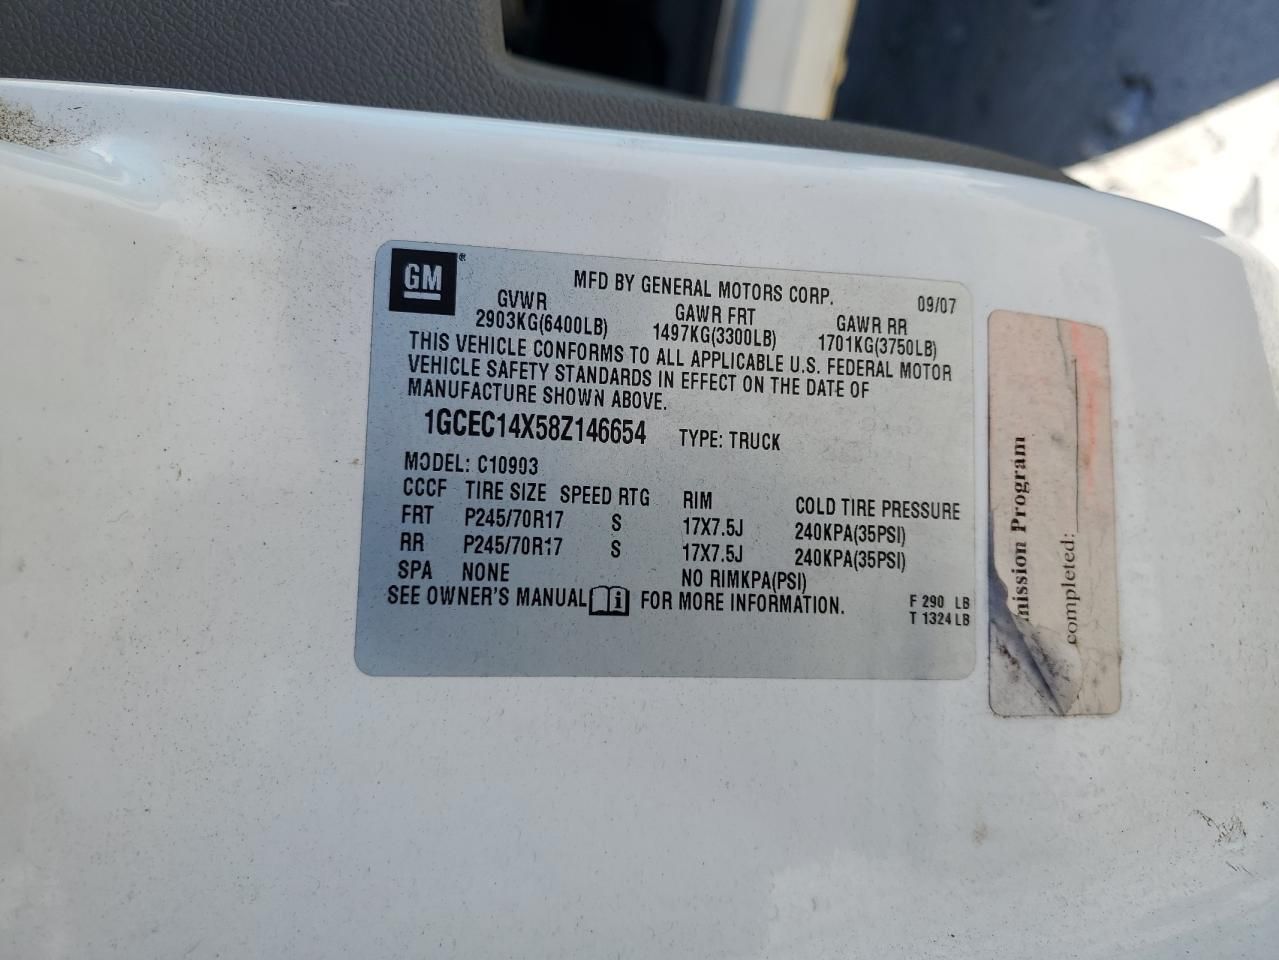 GM ®
MFD BY GENERAL MOTORS CORP. 09/07
GVWR GAWR FRT GAWR RR
2903KG(6400LB) 1497KG(3300LB) 1701KG(3750LB)
THIS VEHICLE CONFORMS TO ALL APPLICABLE U.S. FEDERAL MOTOR
VEHICLE SAFETY STANDARDS IN EFFECT ON THE DATE OF
MANUFACTURE SHOWN ABOVE.
1GCEC14X58Z146654 TYPE: TRUCK
MODEL: C10903
CCCF TIRE SIZE SPEED RTG RIM COLD TIRE PRESSURE
FRT P245/70R17 S 17X7.5J 240KPA(35PSI)
RR P245/70R17 S 17X7.5J 240KPA(35PSI)
SPA NONE NO RIMKPA(PSI)
SEE OWNER'S MANUAL FOR MORE INFORMATION.
F 290 LB
T 1324 LB
mission Program
completed: